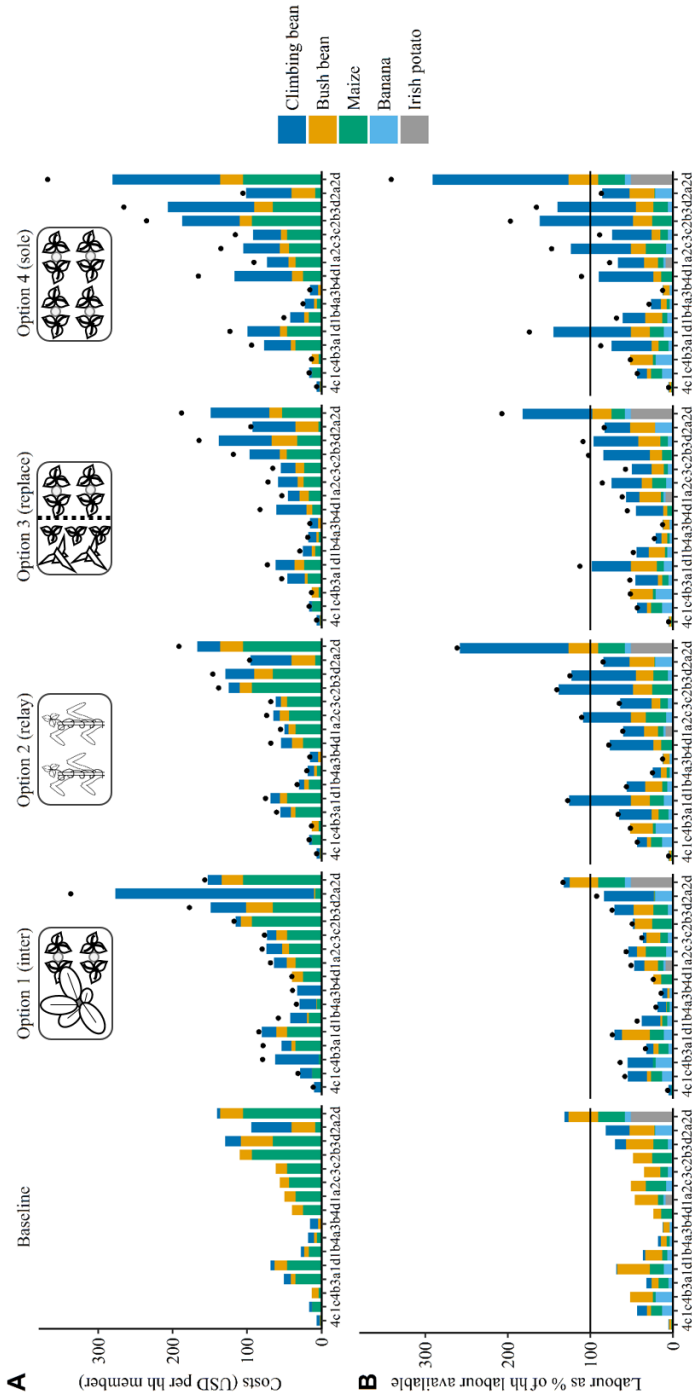 A
Baseline
Option 1 (inter)
Option 2 (relay)
Option 3 (replace)
Option 4 (sole)
Costs (USD per hh member)
300
200
100
0
4c1c4b3a1d1b4a3b4d1a2c3c2b3d2a2d
4c1c4b3a1d1b4a3b4d1a2c3c2b3d2a2d
4c1c4b3a1d1b4a3b4d1a2c3c2b3d2a2d
4c1c4b3a1d1b4a3b4d1a2c3c2b3d2a2d
4c1c4b3a1d1b4a3b4d1a2c3c2b3d2a2d
B
Labour as % of hh labour available
300
200
100
0
4c1c4b3a1d1b4a3b4d1a2c3c2b3d2a2d
4c1c4b3a1d1b4a3b4d1a2c3c2b3d2a2d
4c1c4b3a1d1b4a3b4d1a2c3c2b3d2a2d
4c1c4b3a1d1b4a3b4d1a2c3c2b3d2a2d
4c1c4b3a1d1b4a3b4d1a2c3c2b3d2a2d
Climbing bean
Bush bean
Maize
Banana
Irish potato